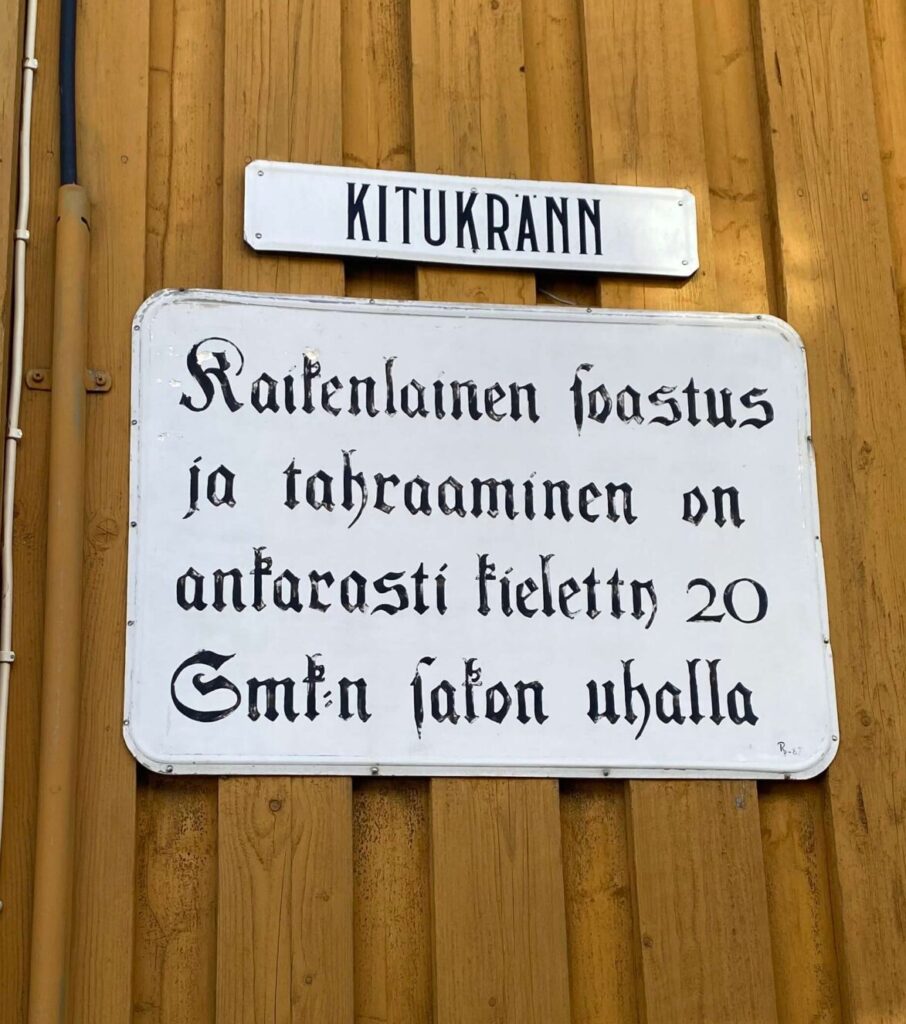 KITUKRÄNN
Kaikenlainen soastus
ja tahraaminen on
ankarasti kieletty 20
Smk:n sakon uhalla